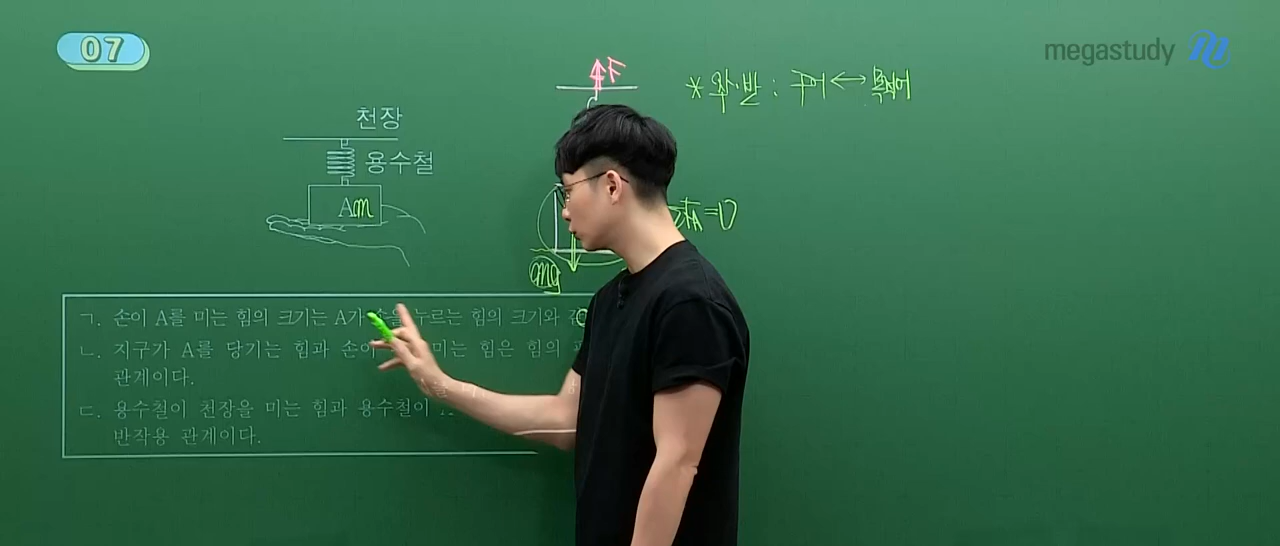 07
megastudy
F
* 작·반 : 주어 ↔ 목적어
천장
용수철
Am
=0
mg
ㄱ. 손이 A를 미는 힘의 크기는 A가 손을 누르는 힘의 크기와
ㄴ. 지구가 A를 당기는 힘과 손이 미는 힘은 힘의
관계이다.
ㄷ. 용수철이 천장을 미는 힘과 용수철이
반작용 관계이다.